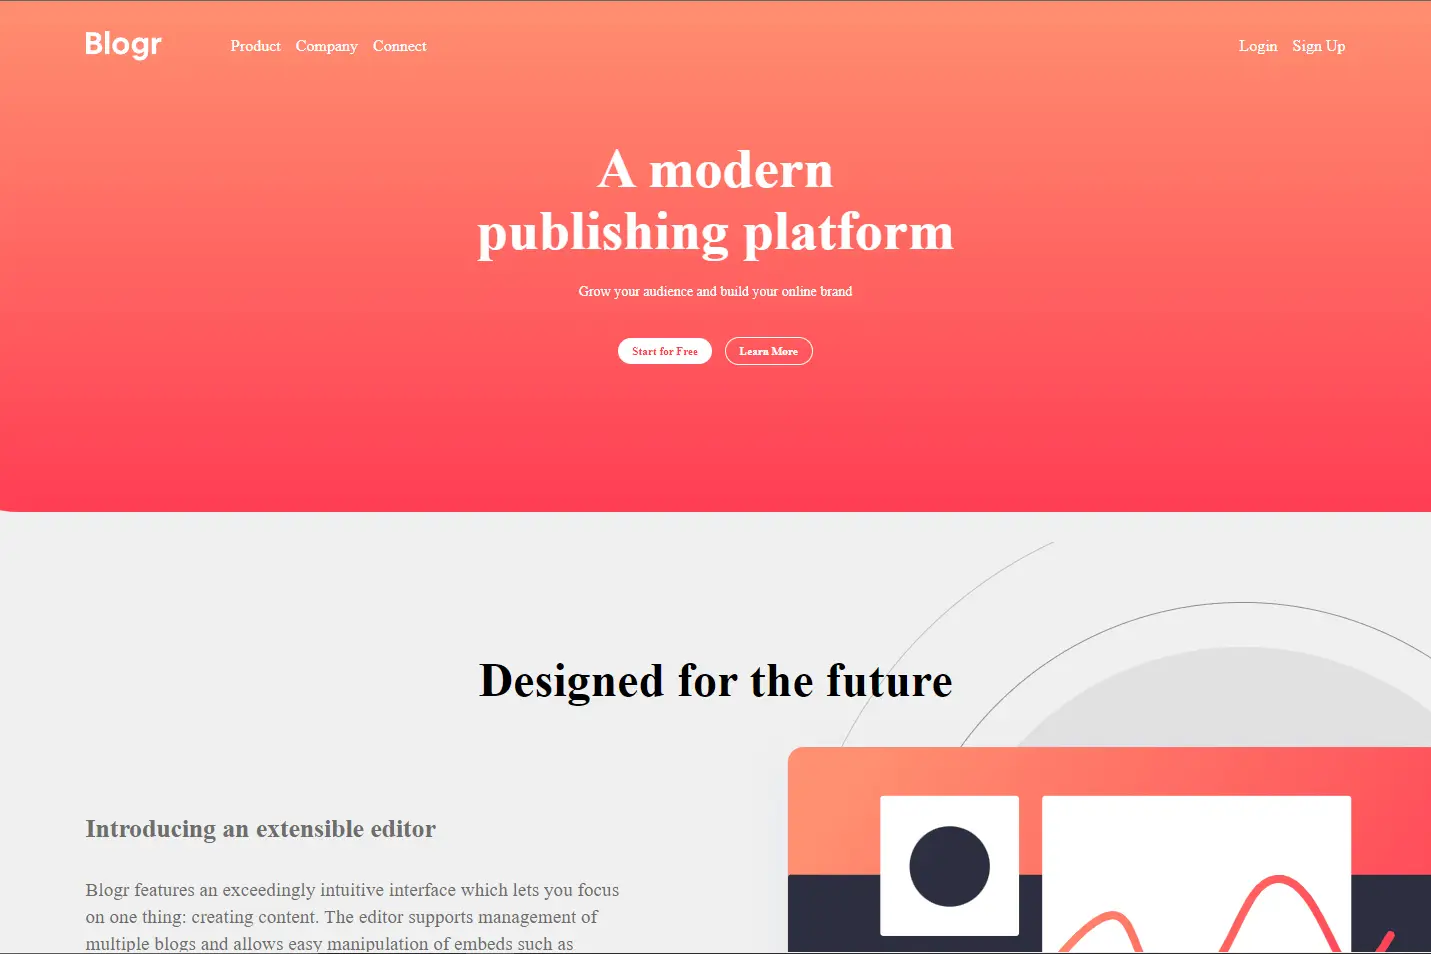 Blogr Product Company Connect Login Sign Up
A modern
publishing platform
Grow your audience and build your online brand
Start for Free Learn More
Designed for the future
Introducing an extensible editor
Blogr features an exceedingly intuitive interface which lets you focus
on one thing: creating content. The editor supports management of
multiple blogs and allows easy manipulation of embeds such as